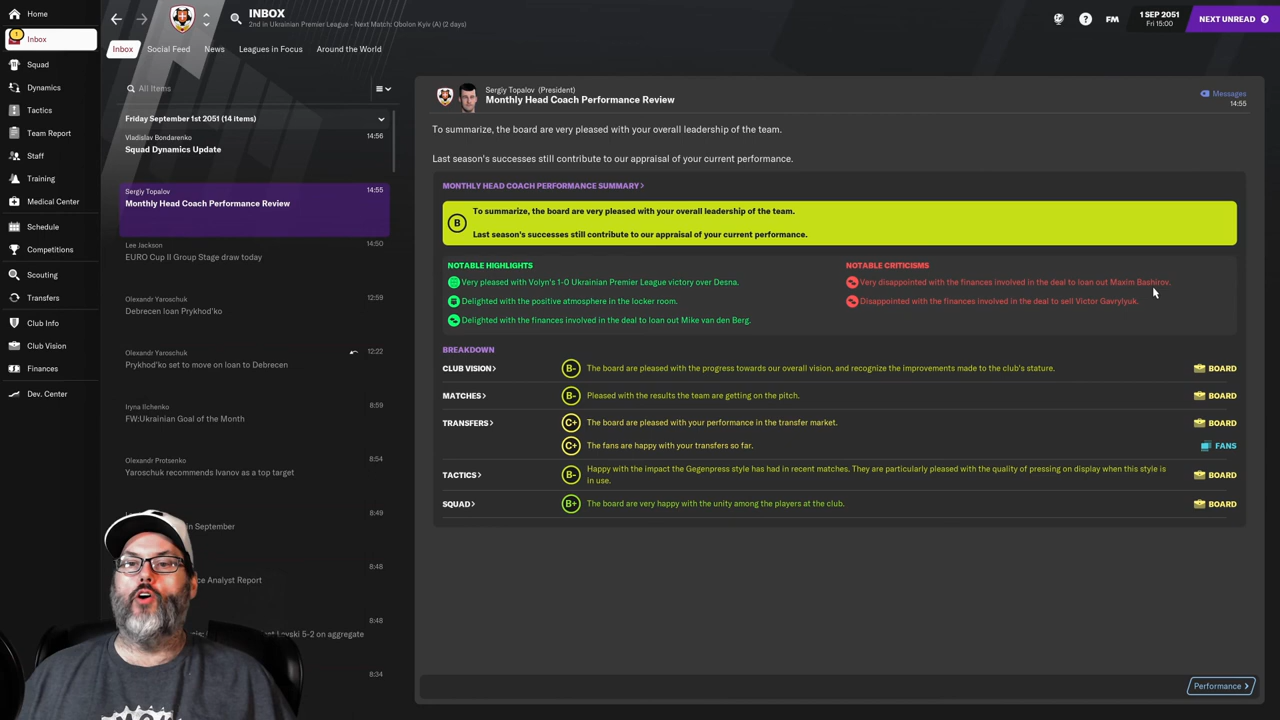 Home
Inbox
1
Squad
Dynamics
Tactics
Team Report
Staff
Training
Medical Center
Schedule
Competitions
Scouting
Transfers
Club Info
Club Vision
Finances
Dev. Center
INBOX
2nd in Ukrainian Premier League - Next Match: Obolon Kyiv (A) (2 days)
FM
1 SEP 2051
Fri 15:00
NEXT UNREAD
Inbox
Social Feed
News
Leagues in Focus
Around the World
All Items
Friday September 1st 2051 (14 items)
Vladislav Bondarenko
14:56
Squad Dynamics Update
Sergiy Topalov
14:55
Monthly Head Coach Performance Review
Lee Jackson
14:50
EURO Cup II Group Stage draw today
Olexandr Yaroschuk
12:59
Debrecen loan Prykhod'ko
Olexandr Yaroschuk
12:22
Prykhod'ko set to move on loan to Debrecen
Iryna Ilchenko
8:59
FW:Ukrainian Goal of the Month
Olexandr Protsenko
8:54
Yaroschuk recommends Ivanov as a top target
8:49
in September
8:48
ce Analyst Report
8:48
5-2 on aggregate
8:34
Sergiy Topalov (President)
Monthly Head Coach Performance Review
Messages
14:55
To summarize, the board are very pleased with your overall leadership of the team.
Last season's successes still contribute to our appraisal of your current performance.
MONTHLY HEAD COACH PERFORMANCE SUMMARY
B
To summarize, the board are very pleased with your overall leadership of the team.
Last season's successes still contribute to our appraisal of your current performance.
NOTABLE HIGHLIGHTS
Very pleased with Volyn's 1-0 Ukrainian Premier League victory over Desna.
Delighted with the positive atmosphere in the locker room.
Delighted with the finances involved in the deal to loan out Mike van den Berg.
NOTABLE CRITICISMS
Very disappointed with the finances involved in the deal to loan out Maxim Bashirov.
Disappointed with the finances involved in the deal to sell Victor Gavrylyuk.
BREAKDOWN
CLUB VISION
B-
The board are pleased with the progress towards our overall vision, and recognize the improvements made to the club's stature.
BOARD
MATCHES
B-
Pleased with the results the team are getting on the pitch.
BOARD
TRANSFERS
C+
The board are pleased with your performance in the transfer market.
BOARD
C+
The fans are happy with your transfers so far.
FANS
TACTICS
B-
Happy with the impact the Gegenpress style has had in recent matches. They are particularly pleased with the quality of pressing on display when this style is
in use.
BOARD
SQUAD
B+
The board are very happy with the unity among the players at the club.
BOARD
Performance